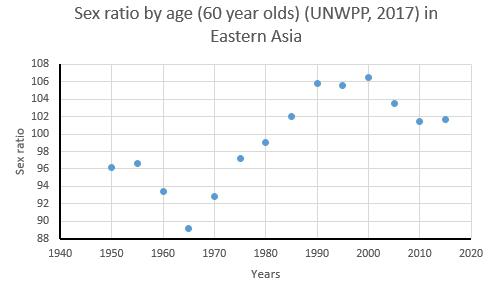 Sex ratio by age (60 year olds) (UNWPP, 2017) in
Eastern Asia
108
106
104
102
100
98
96
94
92
90
88
Sex ratio
1940 1950 1960 1970 1980 1990 2000 2010 2020
Years